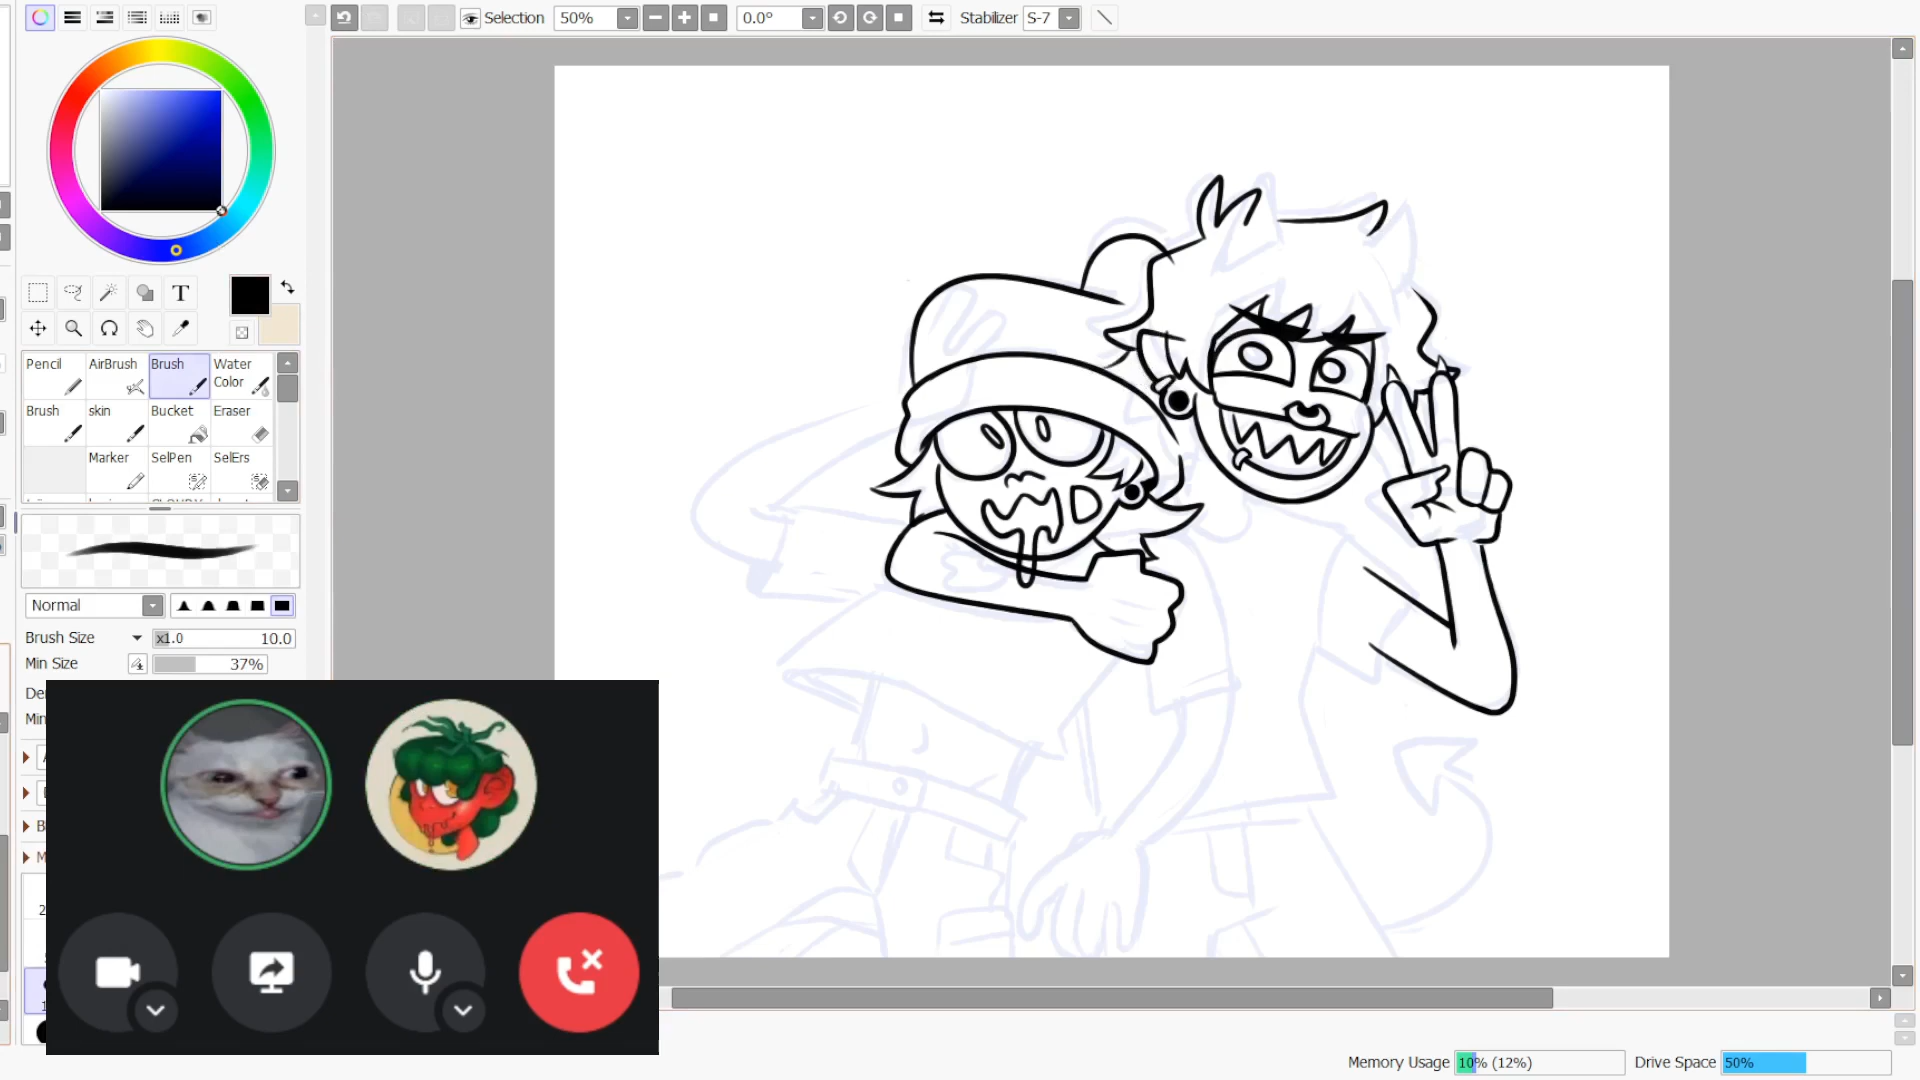 Selection 50% 0.0° Stabilizer S-7
T
Pencil AirBrush Brush Water Color
Brush skin Bucket Eraser
Marker SelPen SelErs
Normal
Brush Size x1.0 10.0
Min Size 37%
Memory Usage 10% (12%) Drive Space 50%